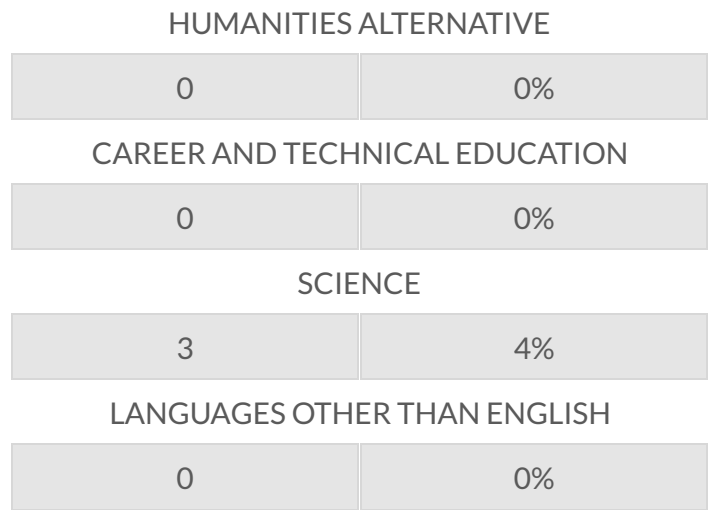 HUMANITIES ALTERNATIVE
0 0%
CAREER AND TECHNICAL EDUCATION
0 0%
SCIENCE
3 4%
LANGUAGES OTHER THAN ENGLISH
0 0%